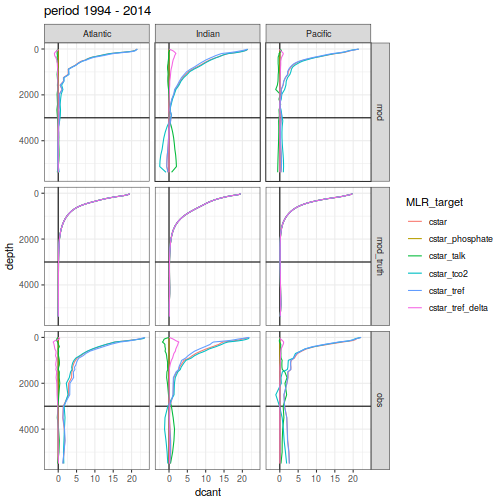 period 1994 - 2014
Atlantic
Indian
Pacific
0
2000
4000
mod
0
2000
4000
mod_truth
0
2000
4000
obs
depth
0 5 10 15 20
0 5 10 15 20
0 5 10 15 20
dcant
MLR_target
cstar
cstar_phosphate
cstar_talk
cstar_tco2
cstar_tref
cstar_tref_delta